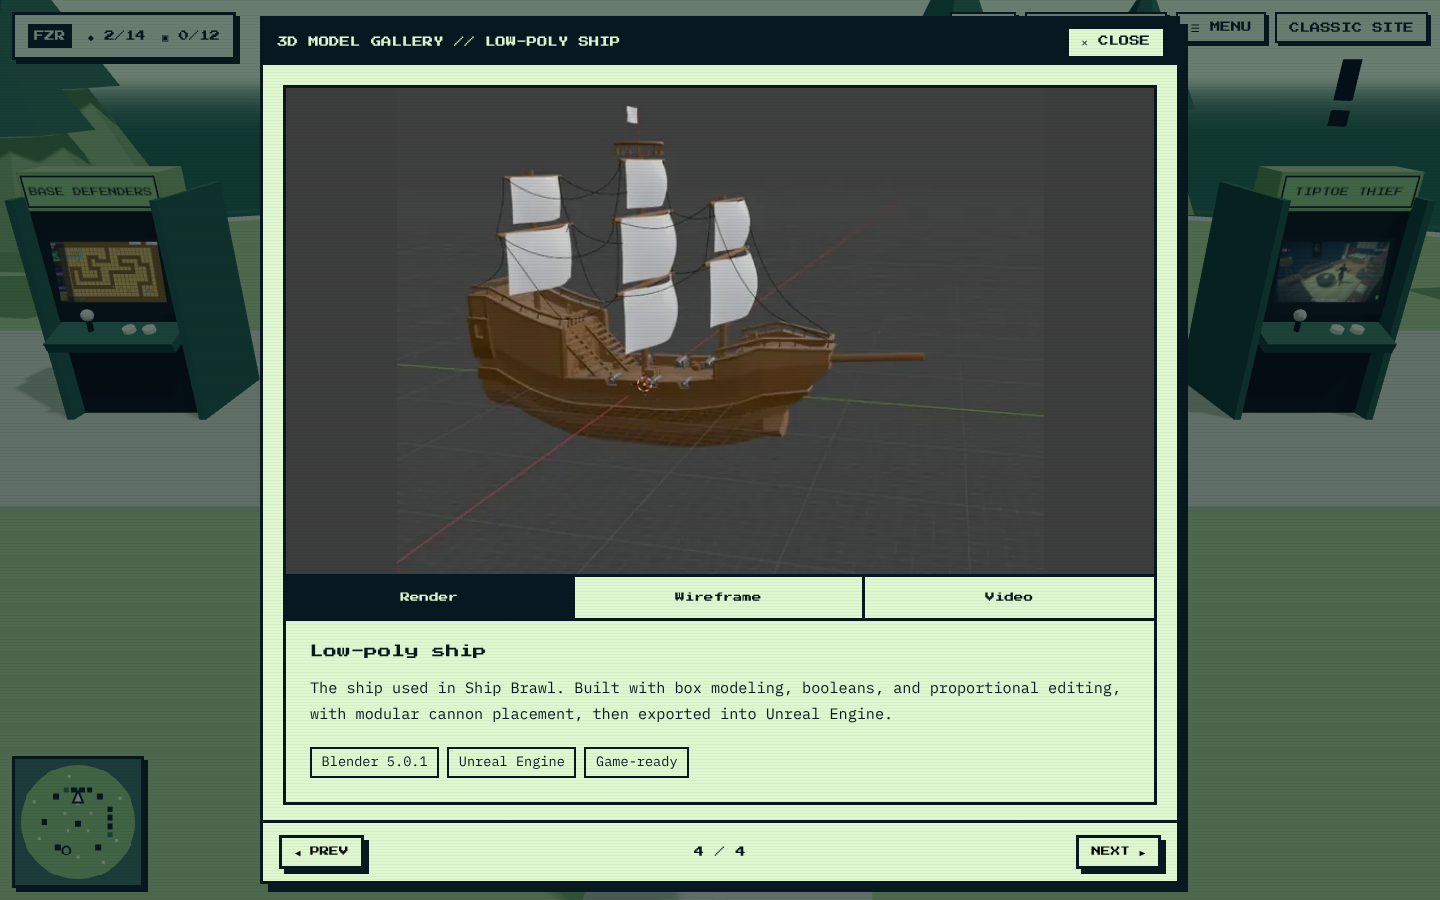 FZR ◆ 2/14 ▣ 0/12
3D MODEL GALLERY // LOW-POLY SHIP
✕ CLOSE
☰ MENU
CLASSIC SITE
!
BASE DEFENDERS
TIPTOE THIEF
Render
Wireframe
Video
Low-poly ship
The ship used in Ship Brawl. Built with box modeling, booleans, and proportional editing,
with modular cannon placement, then exported into Unreal Engine.
Blender 5.0.1
Unreal Engine
Game-ready
◂ PREV
4 / 4
NEXT ▸